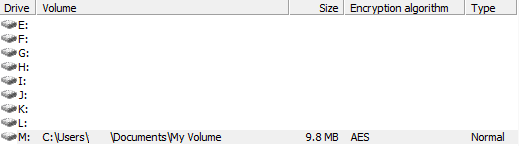 Drive Volume Size Encryption algorithm Type
E:
F:
G:
H:
I:
J:
K:
L:
M: C:\Users\ \Documents\My Volume 9.8 MB AES Normal